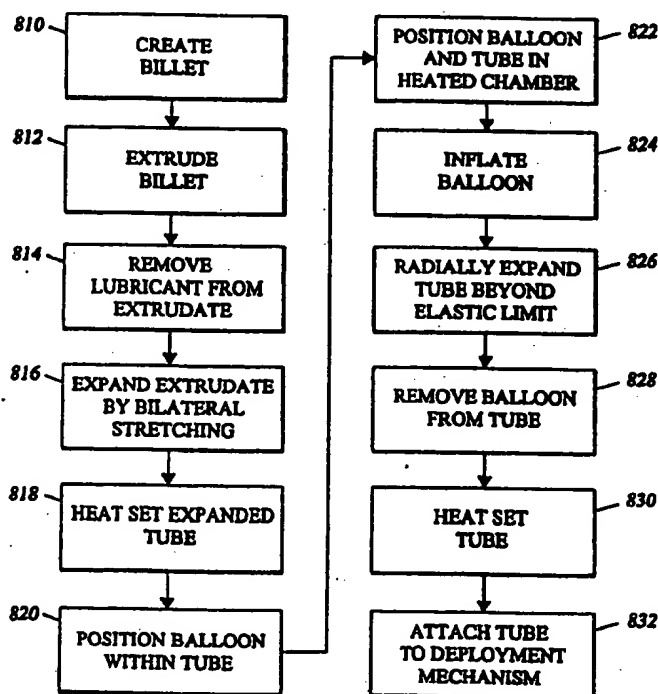 810
CREATE
BILLET
812
EXTRUDE
BILLET
814
REMOVE
LUBRICANT FROM
EXTRUDATE
816
EXPAND EXTRUDATE
BY BILATERAL
STRETCHING
818
HEAT SET EXPANDED
TUBE
820
POSITION BALLOON
WITHIN TUBE
822
POSITION BALLOON
AND TUBE IN
HEATED CHAMBER
824
INFLATE
BALLOON
826
RADIALLY EXPAND
TUBE BEYOND
ELASTIC LIMIT
828
REMOVE BALLOON
FROM TUBE
830
HEAT SET
TUBE
832
ATTACH TUBE
TO DEPLOYMENT
MECHANISM